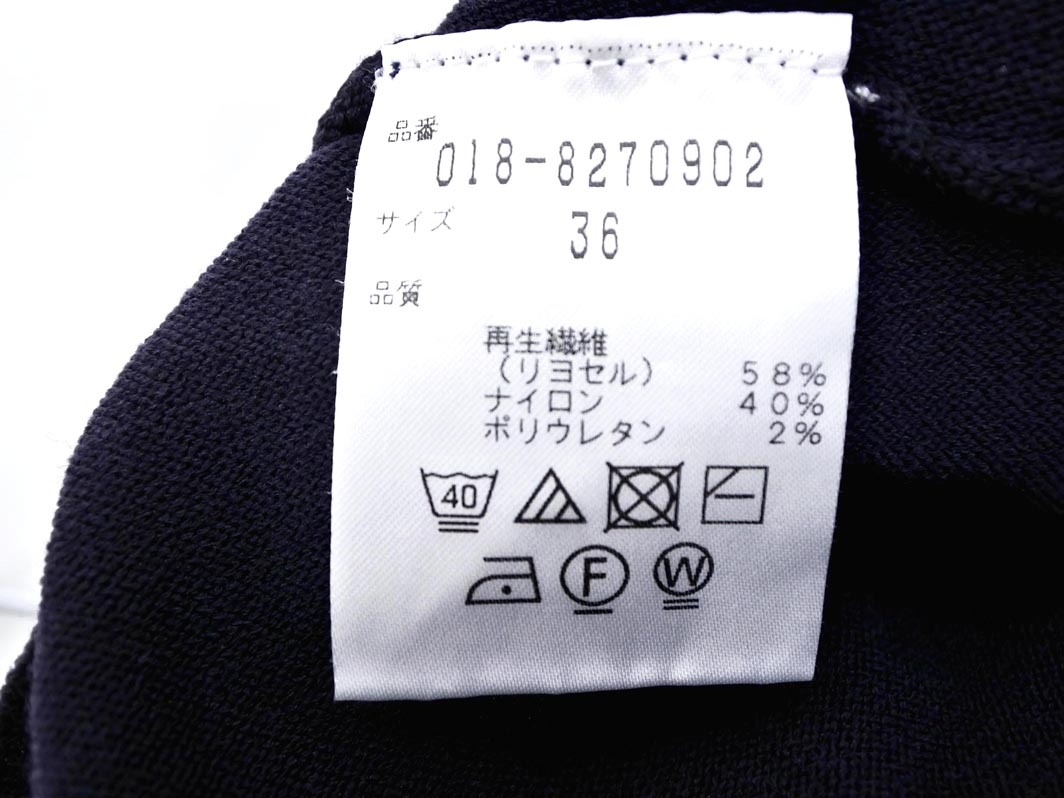 品番
018-8270902
サイズ 36
品質
再生繊維
（リヨセル） 58%
ナイロン 40%
ポリウレタン 2%
40
F W